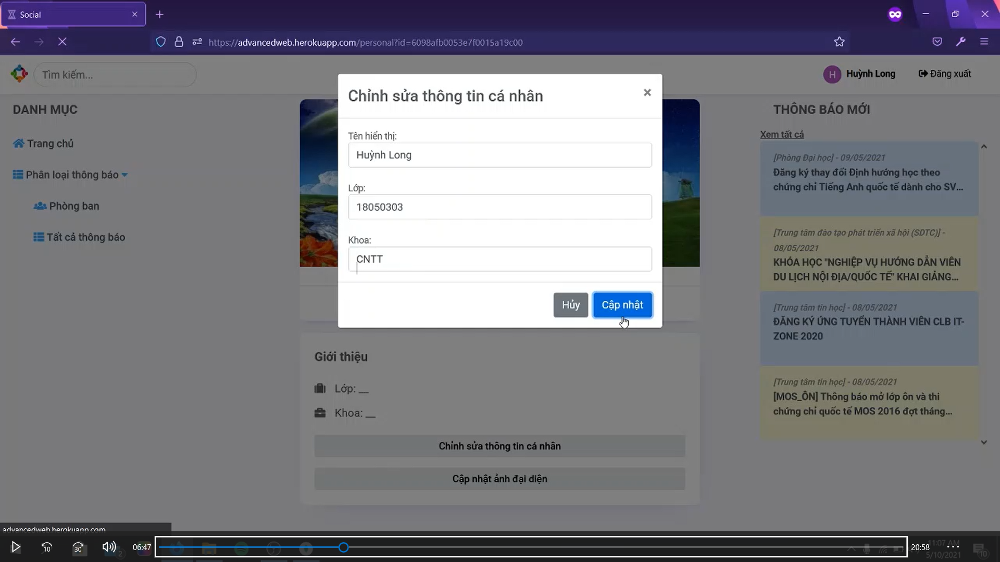 Social
https://advancedweb.herokuapp.com/personal?id=6098afb0053e7f0015a19c00
Tìm kiếm...
H
Huỳnh Long
Đăng xuất
DANH MỤC
Trang chủ
Phân loại thông báo
Phòng ban
Tất cả thông báo
Chỉnh sửa thông tin cá nhân
×
Tên hiển thị:
Huỳnh Long
Lớp:
18050303
Khoa:
CNTT
Hủy
Cập nhật
Giới thiệu
Lớp: __
Khoa: __
Chỉnh sửa thông tin cá nhân
Cập nhật ảnh đại diện
THÔNG BÁO MỚI
Xem tất cả
[Phòng Đại học] - 09/05/2021
Đăng ký thay đổi Định hướng học theo
chứng chỉ Tiếng Anh quốc tế dành cho SV...
[Trung tâm đào tạo phát triển xã hội (SDTC)] -
08/05/2021
KHÓA HỌC "NGHIỆP VỤ HƯỚNG DẪN VIÊN
DU LỊCH NỘI ĐỊA/QUỐC TẾ" KHAI GIẢNG...
[Trung tâm tin học] - 08/05/2021
ĐĂNG KÝ ỨNG TUYỂN THÀNH VIÊN CLB IT-
ZONE 2020
[Trung tâm tin học] - 08/05/2021
[MOS_ÔN] Thông báo mở lớp ôn và thi
chứng chỉ quốc tế MOS 2016 đợt tháng...
advancedweb.herokuapp.com
10
30
2
06:47
20:58
11:07 AM
5/10/2021
10